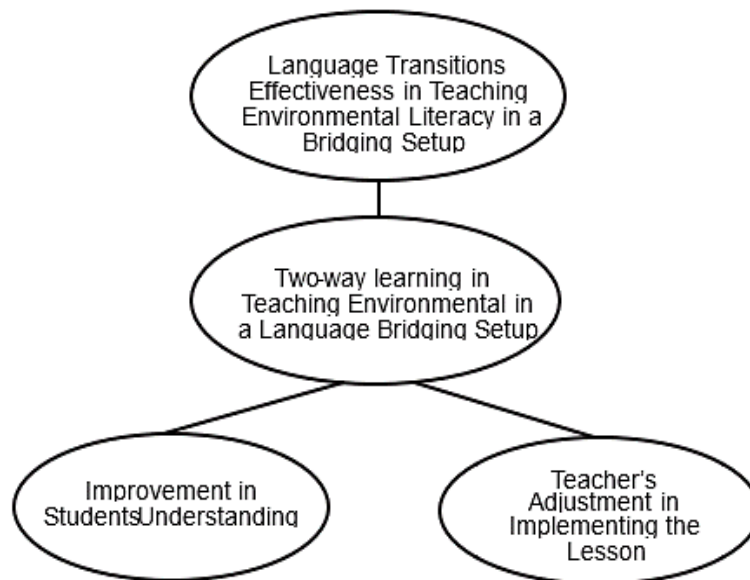 Language Transitions
Effectiveness in Teaching
Environmental Literacy in a
Bridging Setup
Two-way learning in
Teaching Environmental in
a Language Bridging Setup
Improvement in
StudentsUnderstanding
Teacher's
Adjustment in
Implementing the
Lesson